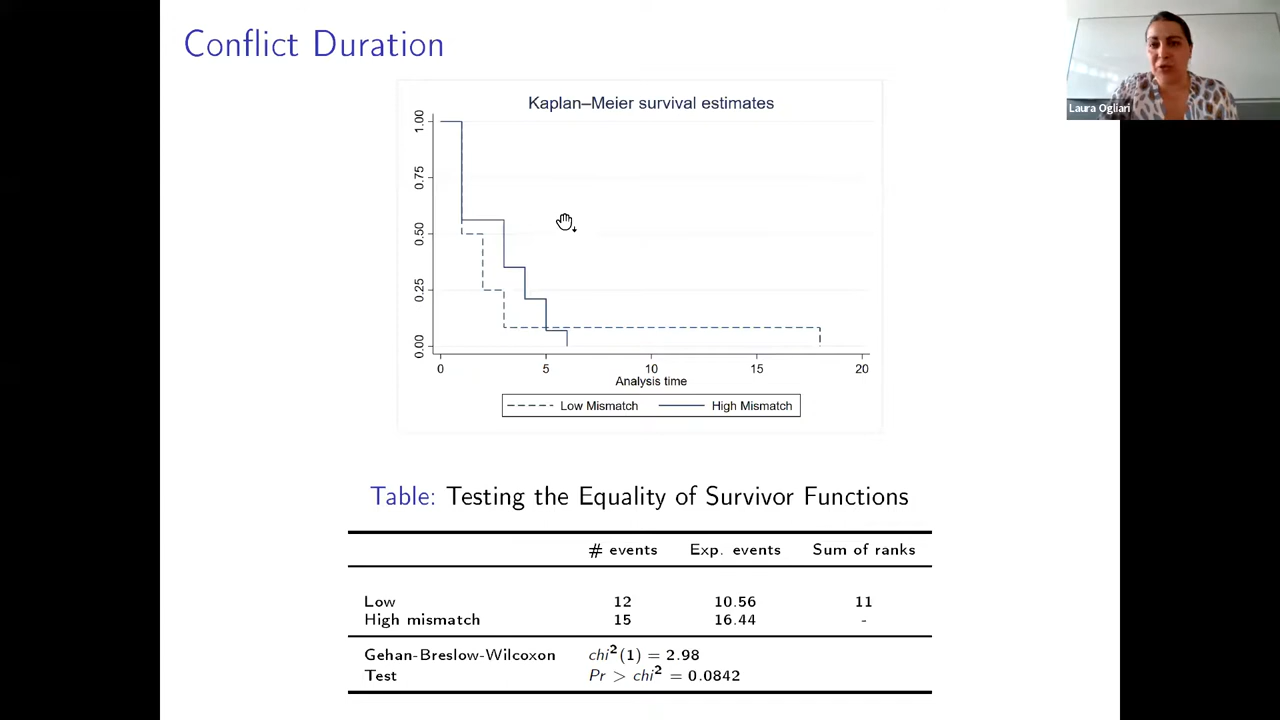 Conflict Duration
Laura Ogliari
Kaplan–Meier survival estimates
1.00
0.75
0.50
0.25
0.00
0 5 10 15 20
Analysis time
Low Mismatch High Mismatch
Table: Testing the Equality of Survivor Functions
# events Exp. events Sum of ranks
Low 12 10.56 11
High mismatch 15 16.44 -
Gehan-Breslow-Wilcoxon chi²(1) = 2.98
Test Pr > chi² = 0.0842